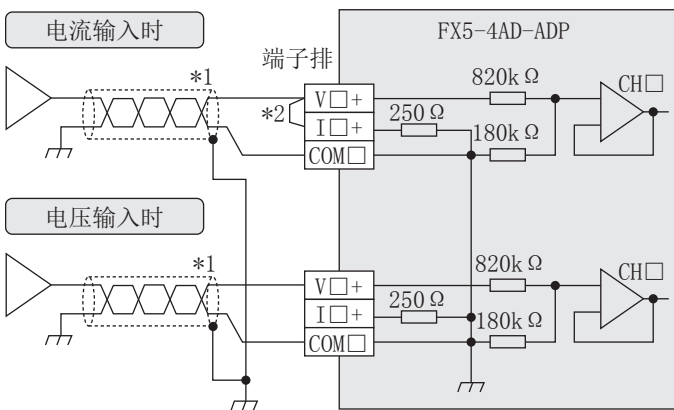 电流输入时
FX5-4AD-ADP
端子排
*1
820k Ω
CH□
V□+
*2
I□+
250 Ω
180k Ω
COM□
电压输入时
*1
820k Ω
CH□
V□+
I□+
250 Ω
180k Ω
COM□